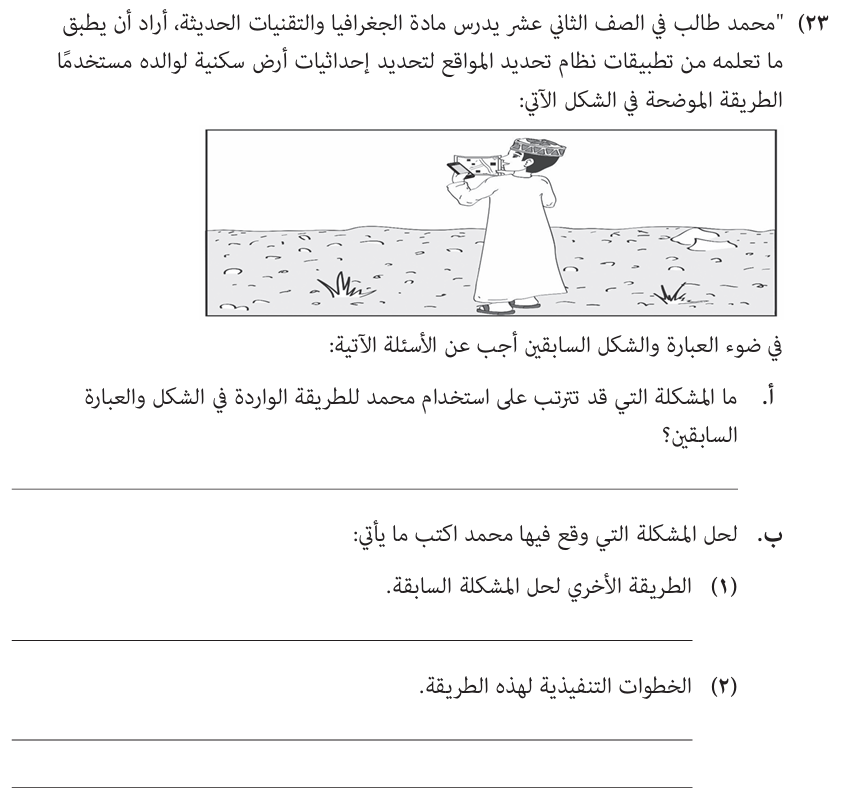 ٢٣) "محمد طالب في الصف الثاني عشر يدرس مادة الجغرافيا والتقنيات الحديثة، أراد أن يطبق
ما تعلمه من تطبيقات نظام تحديد المواقع لتحديد إحداثيات أرض سكنية لوالده مستخدمًا
الطريقة الموضحة في الشكل الآتي:
في ضوء العبارة والشكل السابقين أجب عن الأسئلة الآتية:
أ. ما المشكلة التي قد تترتب على استخدام محمد للطريقة الواردة في الشكل والعبارة
السابقين؟
ب. لحل المشكلة التي وقع فيها محمد اكتب ما يأتي:
(١) الطريقة الأخري لحل المشكلة السابقة.
(٢) الخطوات التنفيذية لهذه الطريقة.